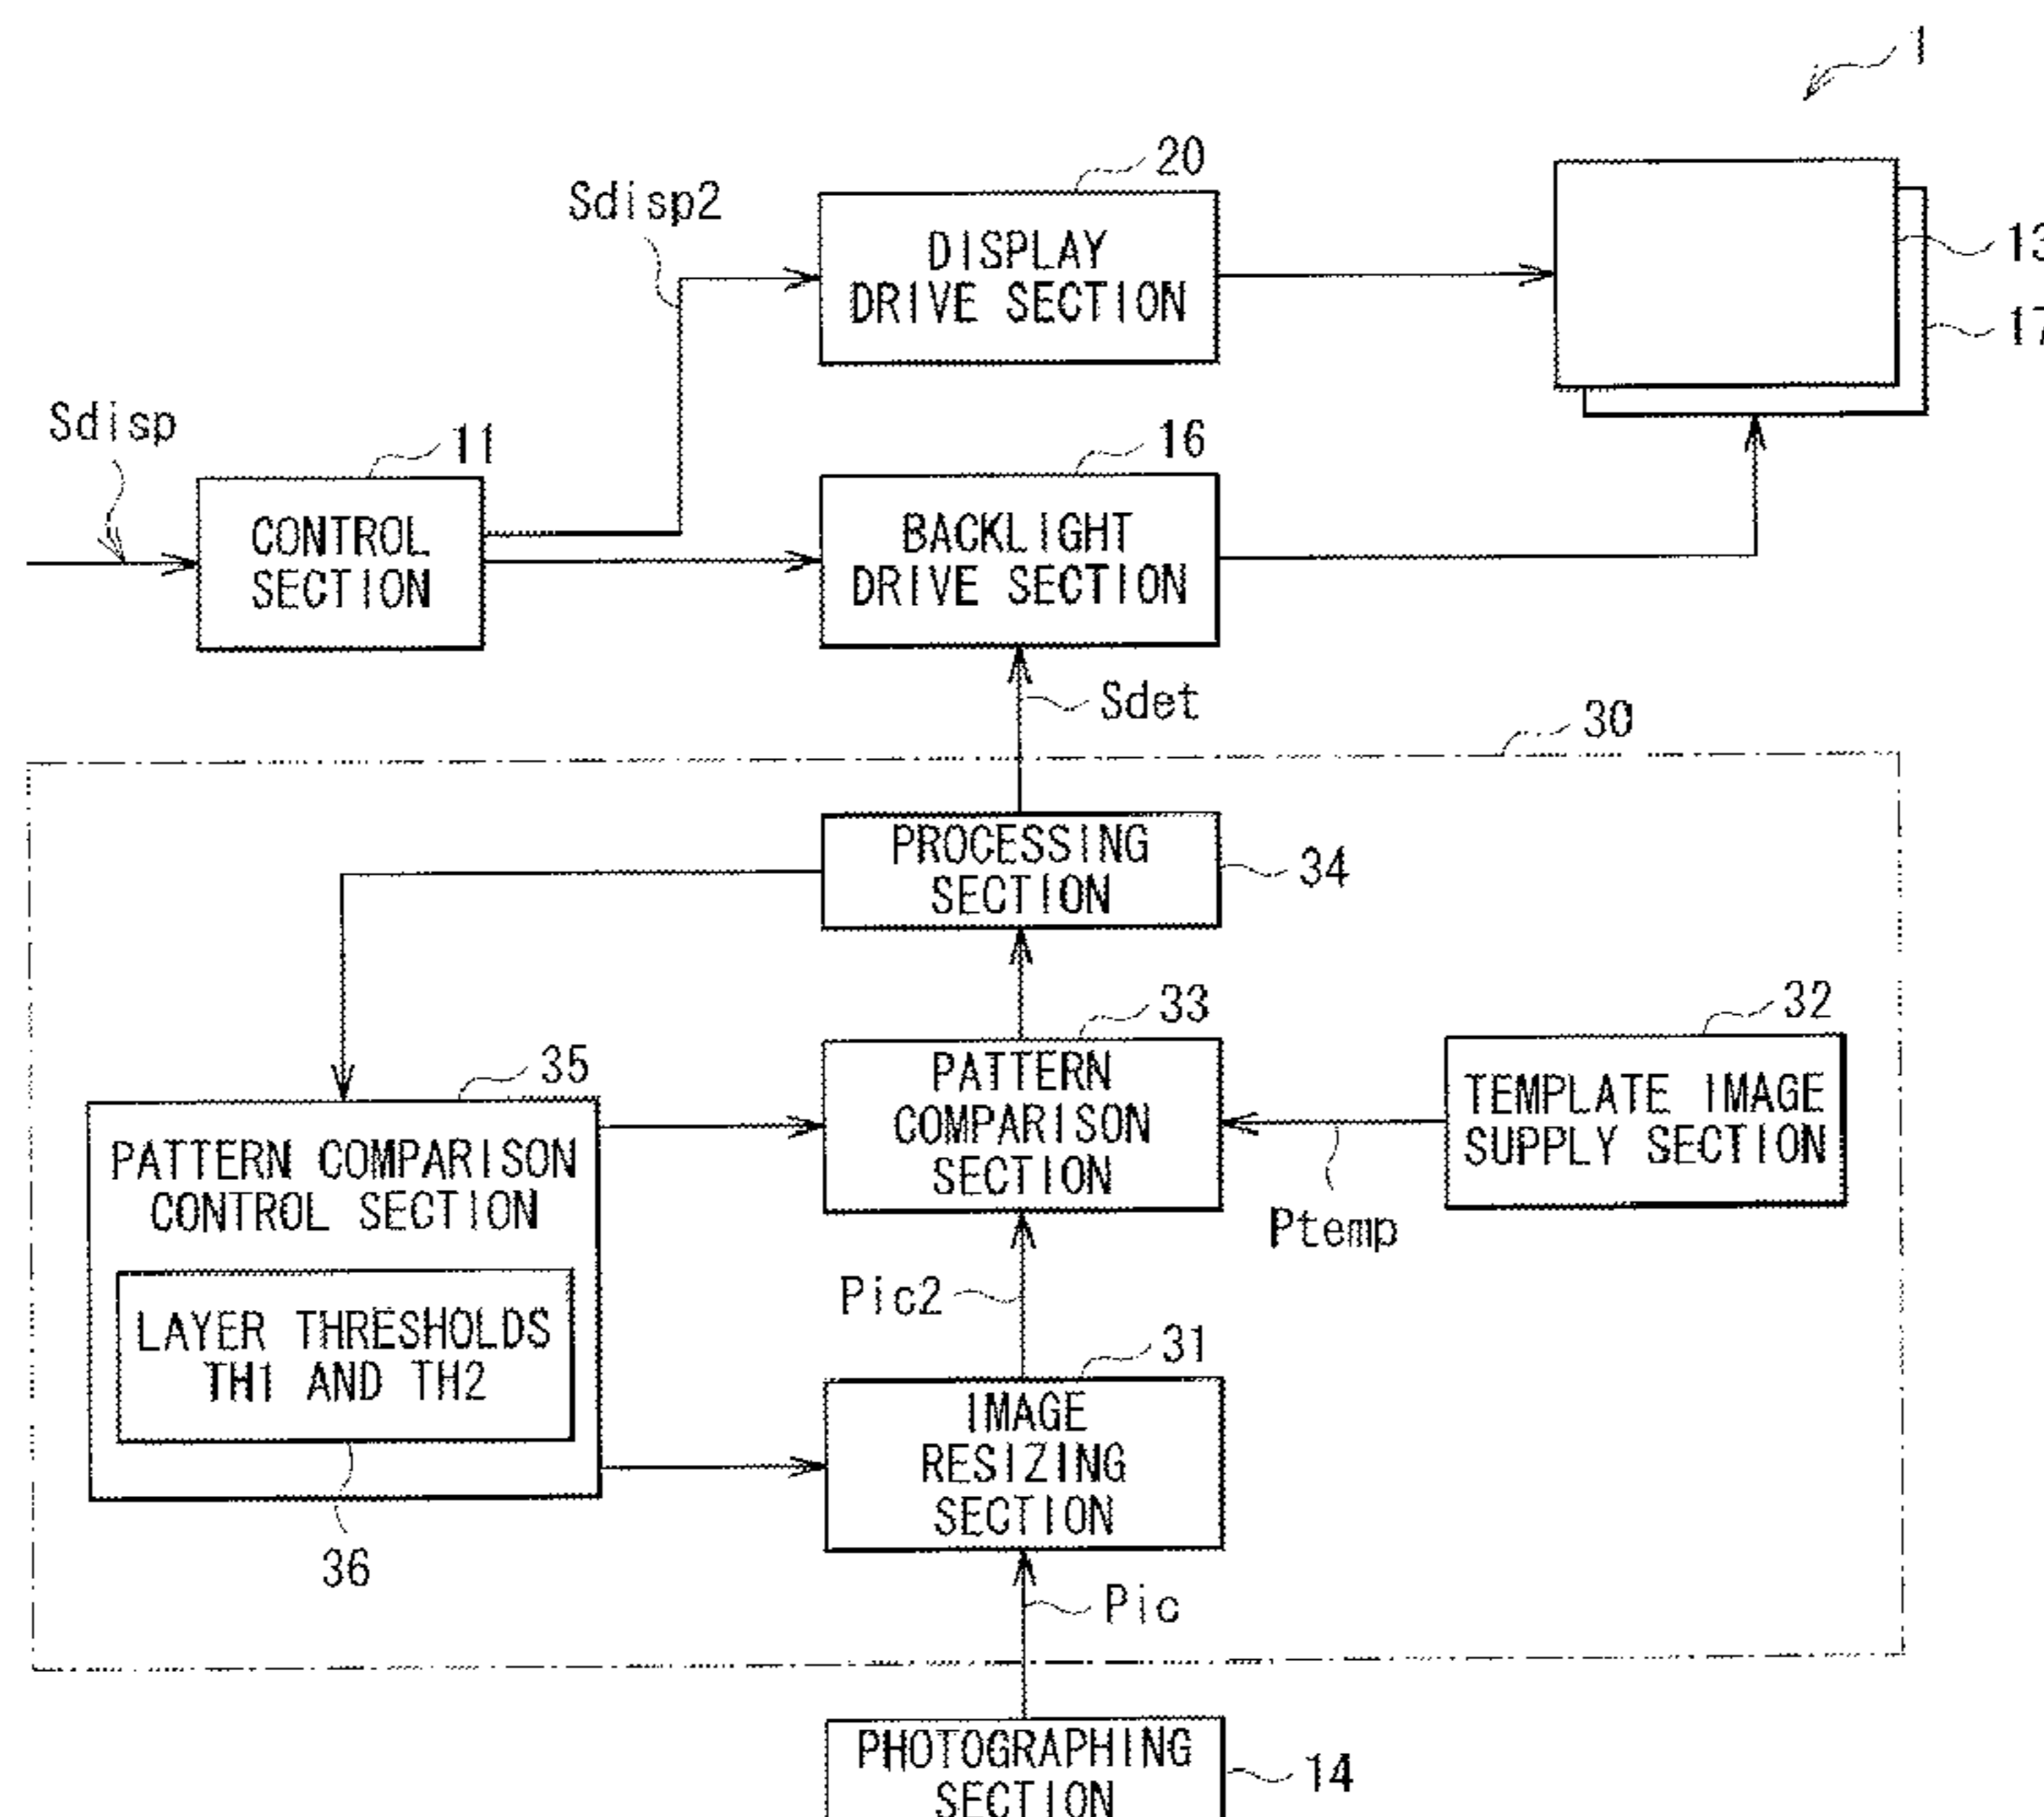 1
20
Sdisp2
DISPLAY
DRIVE SECTION
13
17
Sdisp
11
16
CONTROL
SECTION
BACKLIGHT
DRIVE SECTION
Sdet
30
PROCESSING
SECTION
34
33
32
35
PATTERN
COMPARISON
SECTION
TEMPLATE IMAGE
SUPPLY SECTION
PATTERN COMPARISON
CONTROL SECTION
Ptemp
Pic2
LAYER THRESHOLDS
TH1 AND TH2
31
IMAGE
RESIZING
SECTION
36
Pic
PHOTOGRAPHING
SECTION
14